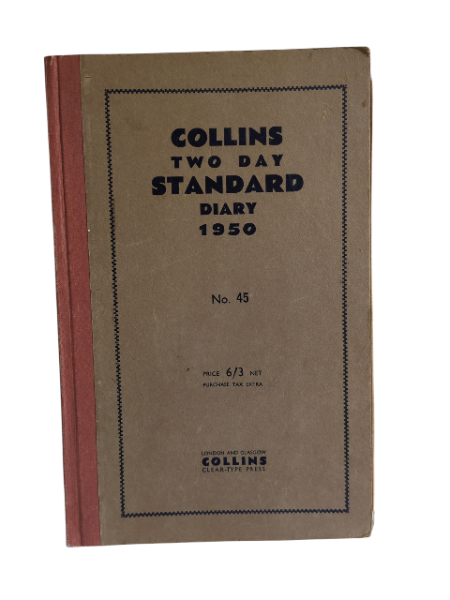 COLLINS
TWO DAY
STANDARD
DIARY
1950
No. 45
PRICE 6/3 NET
PURCHASE TAX EXTRA
LONDON AND GLASGOW
COLLINS
CLEAR-TYPE PRESS